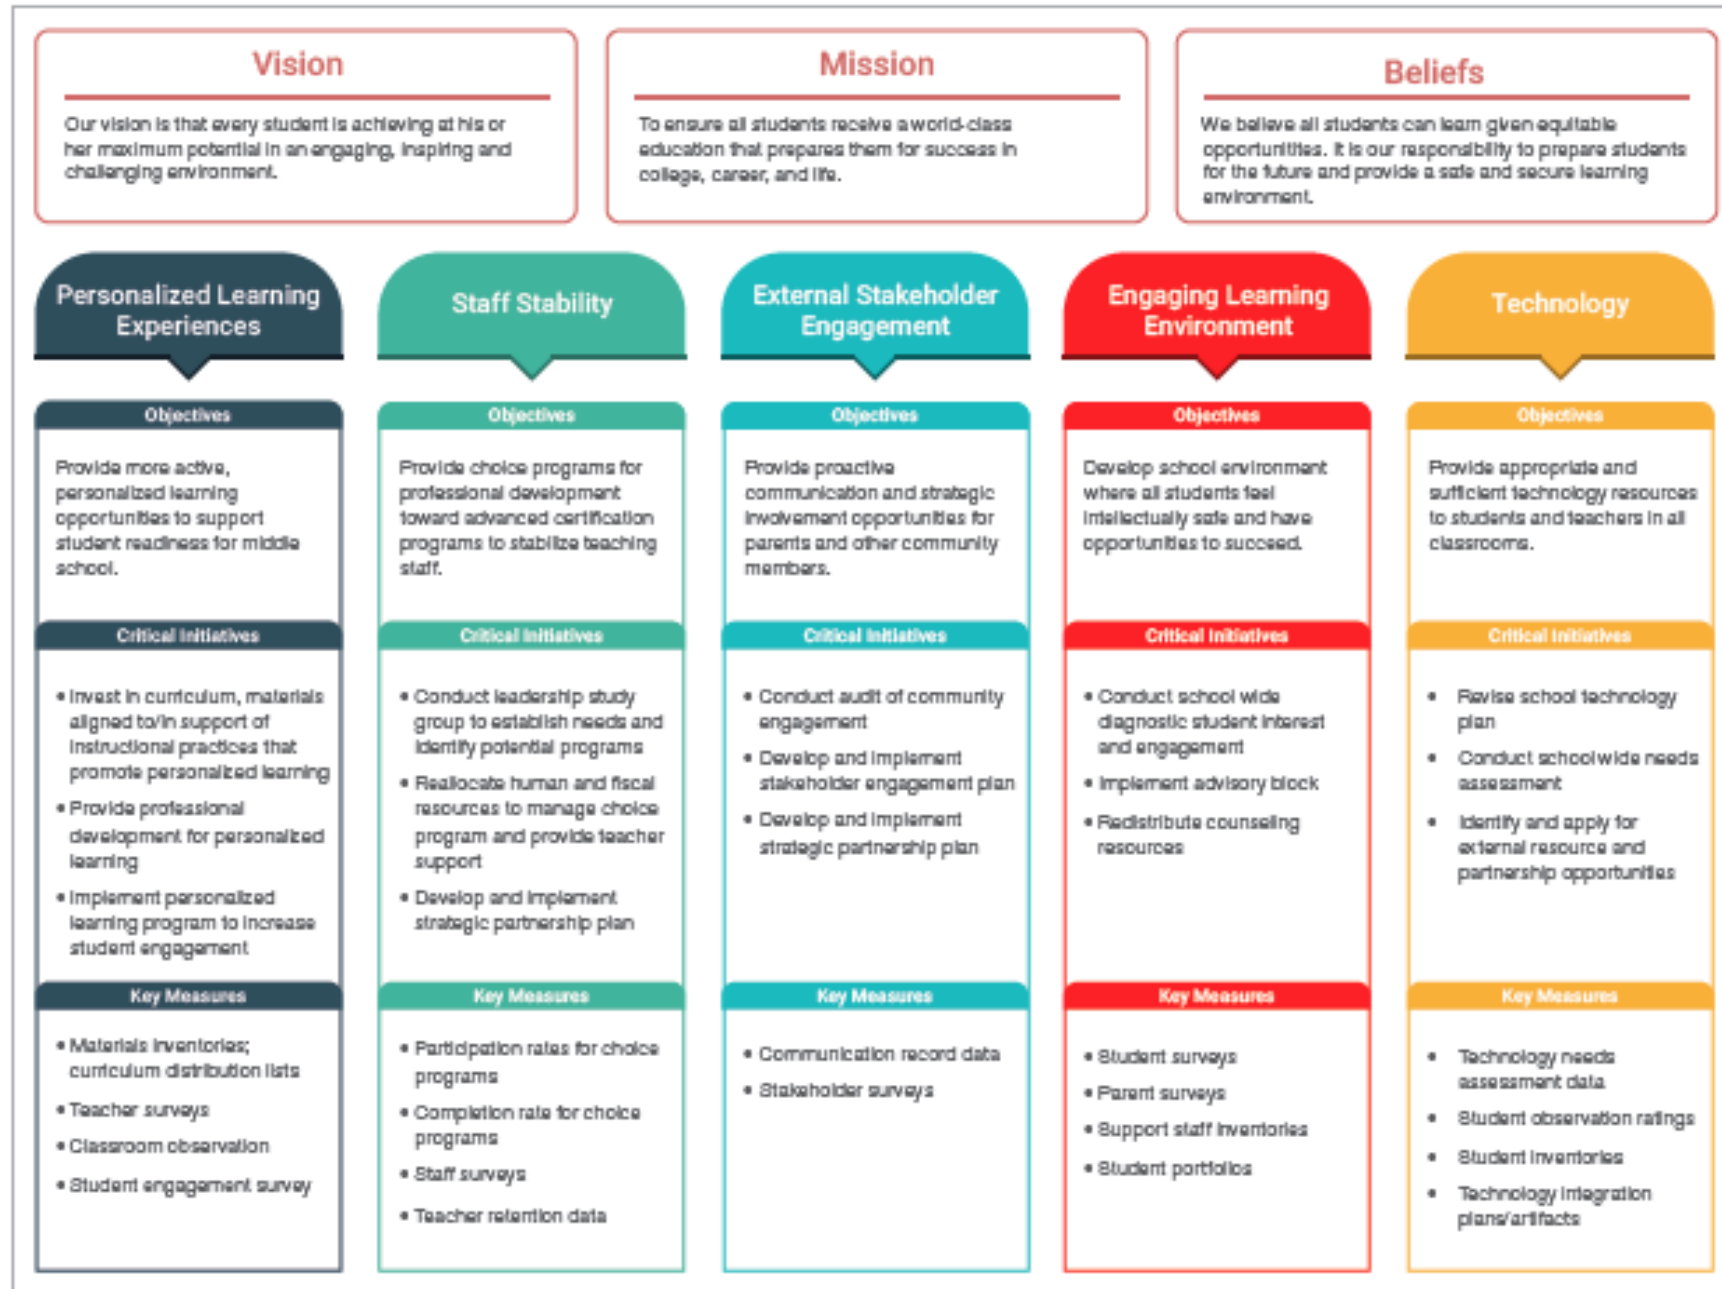 Vision
Our vision is that every student is achieving at his or
her maximum potential in an engaging, inspiring and
challenging environment.
Mission
To ensure all students receive a world-class
education that prepares them for success in
college, career, and life.
Beliefs
We believe all students can learn given equitable
opportunities. It is our responsibility to prepare students
for the future and provide a safe and secure learning
environment.
Personalized Learning
Experiences
Objectives
Provide more active,
personalized learning
opportunities to support
student readiness for middle
school.
Critical Initiatives
• Invest in curriculum, materials
aligned to/in support of
instructional practices that
promote personalized learning
• Provide professional
development for personalized
learning
• Implement personalized
learning program to increase
student engagement
Key Measures
• Materials inventories;
curriculum distribution lists
• Teacher surveys
• Classroom observation
• Student engagement survey
Staff Stability
Objectives
Provide choice programs for
professional development
toward advanced certification
programs to stabilize teaching
staff.
Critical Initiatives
• Conduct leadership study
group to establish needs and
identify potential programs
• Reallocate human and fiscal
resources to manage choice
program and provide teacher
support
• Develop and implement
strategic partnership plan
Key Measures
• Participation rates for choice
programs
• Completion rate for choice
programs
• Staff surveys
• Teacher retention data
External Stakeholder
Engagement
Objectives
Provide proactive
communication and strategic
involvement opportunities for
parents and other community
members.
Critical Initiatives
• Conduct audit of community
engagement
• Develop and implement
stakeholder engagement plan
• Develop and implement
strategic partnership plan
Key Measures
• Communication record data
• Stakeholder surveys
Engaging Learning
Environment
Objectives
Develop school environment
where all students feel
intellectually safe and have
opportunities to succeed.
Critical Initiatives
• Conduct school wide
diagnostic student interest
and engagement
• Implement advisory block
• Redistribute counseling
resources
Key Measures
• Student surveys
• Parent surveys
• Support staff inventories
• Student portfolios
Technology
Objectives
Provide appropriate and
sufficient technology resources
to students and teachers in all
classrooms.
Critical Initiatives
• Revise school technology
plan
• Conduct schoolwide needs
assessment
• Identify and apply for
external resource and
partnership opportunities
Key Measures
• Technology needs
assessment data
• Student observation ratings
• Student inventories
• Technology integration
plans/artifacts